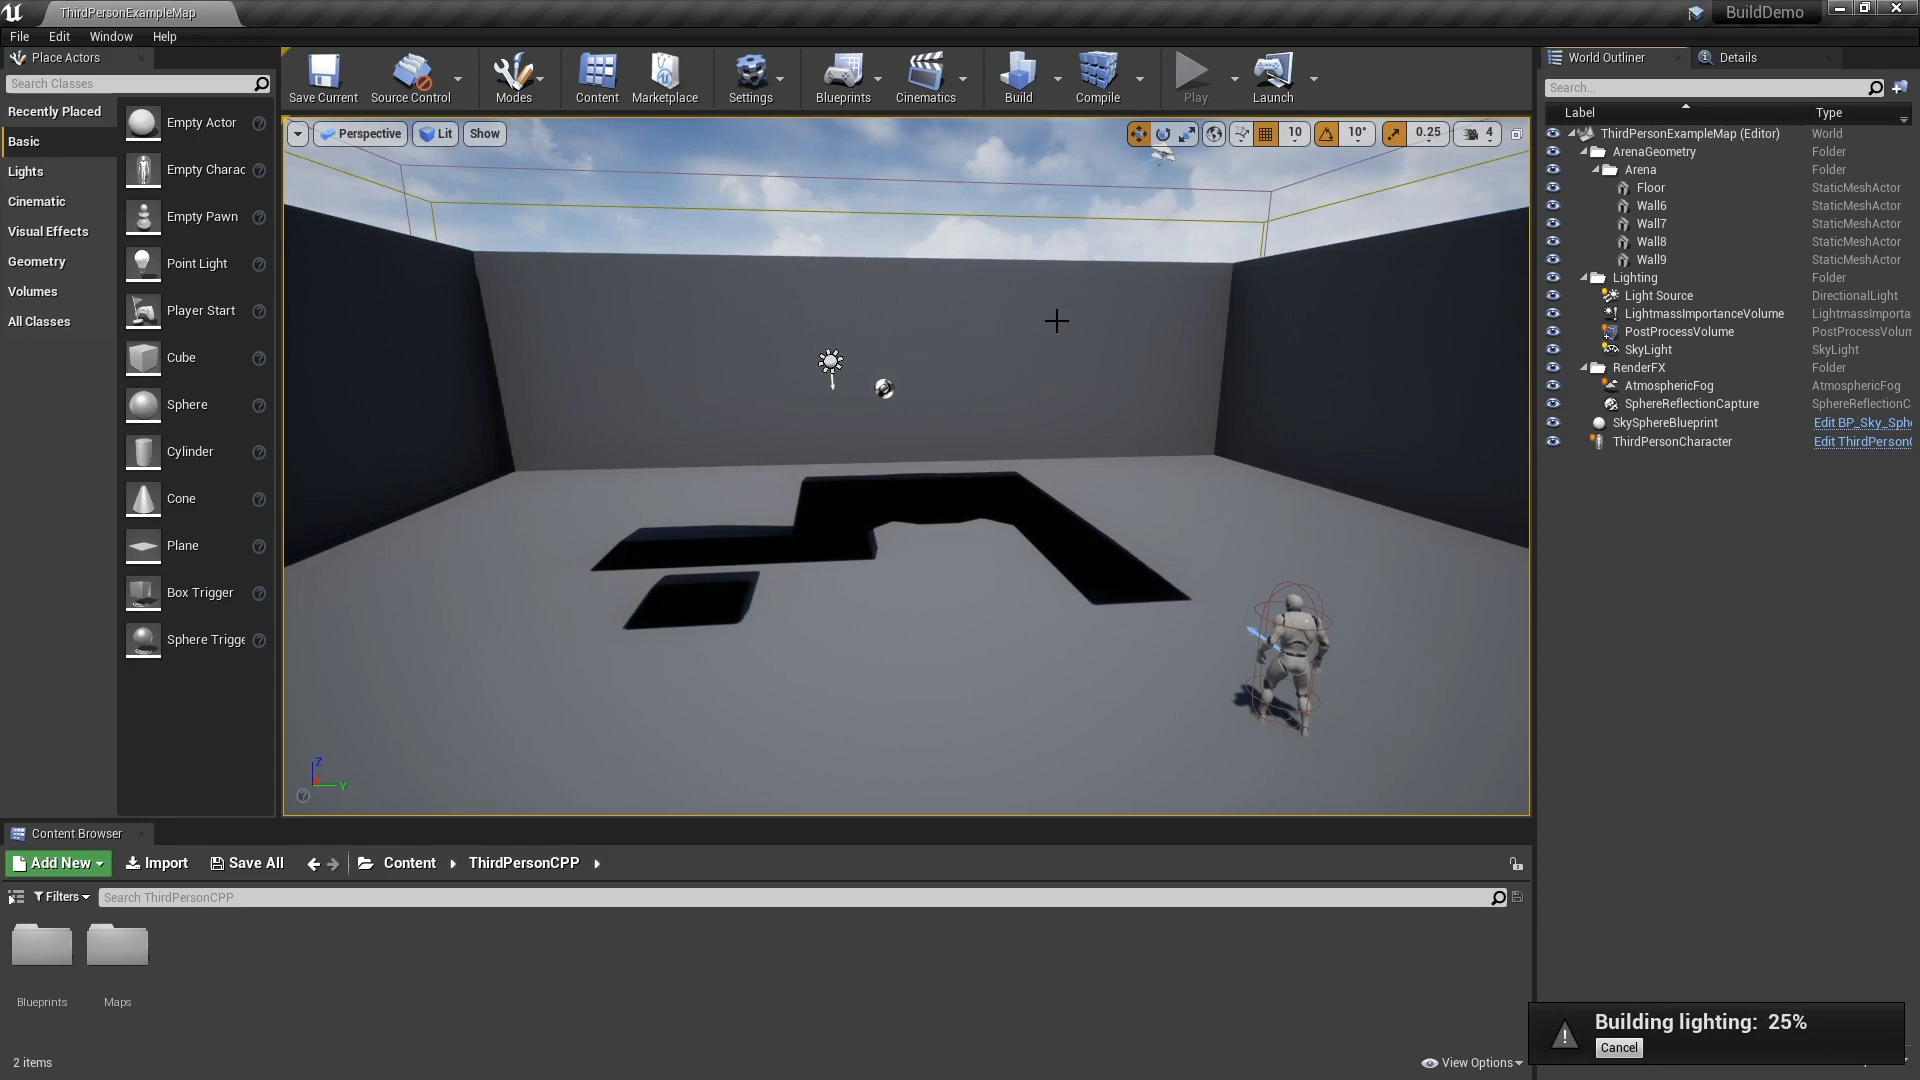 ThirdPersonExampleMap
BuildDemo
File Edit Window Help
Place Actors
Search Classes
Recently Placed
Basic
Lights
Cinematic
Visual Effects
Geometry
Volumes
All Classes
Empty Actor
Empty Charac
Empty Pawn
Point Light
Player Start
Cube
Sphere
Cylinder
Cone
Plane
Box Trigger
Sphere Trigge
Save Current
Source Control
Modes
Content
Marketplace
Settings
Blueprints
Cinematics
Build
Compile
Play
Launch
Perspective
Lit
Show
10
10°
0.25
4
Z
Y
World Outliner
Details
Search...
Label Type
ThirdPersonExampleMap (Editor) World
ArenaGeometry Folder
Arena Folder
Floor StaticMeshActor
Wall6 StaticMeshActor
Wall7 StaticMeshActor
Wall8 StaticMeshActor
Wall9 StaticMeshActor
Lighting Folder
Light Source DirectionalLight
LightmassImportanceVolume LightmassImporta
PostProcessVolume PostProcessVolum
SkyLight SkyLight
RenderFX Folder
AtmosphericFog AtmosphericFog
SphereReflectionCapture SphereReflectionC
SkySphereBlueprint Edit BP_Sky_Sphe
ThirdPersonCharacter Edit ThirdPersonC
Content Browser
Add New
Import
Save All
Content
ThirdPersonCPP
Filters
Search ThirdPersonCPP
Blueprints
Maps
2 items
View Options
Building lighting: 25%
Cancel